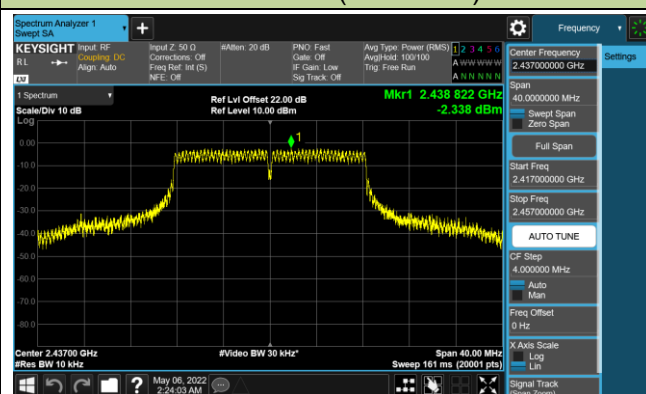 Spectrum Analyzer 1
Swept SA
Frequency
KEYSIGHT
RL
Input: RF
Coupling: DC
Align: Auto
Input Z: 50 Ω
Corrections: Off
Freq Ref: Int (S)
NFE: Off
#Atten: 20 dB
PNO: Fast
Gate: Off
IF Gain: Low
Sig Track: Off
Avg Type: Power (RMS)
Avg|Hold: 100/100
Trig: Free Run
1 2 3 4 5 6
A W W W W W
A N N N N N
Center Frequency
2.437000000 GHz
Settings
Span
40.0000000 MHz
Swept Span
Zero Span
Full Span
Start Freq
2.417000000 GHz
Stop Freq
2.457000000 GHz
AUTO TUNE
CF Step
4.000000 MHz
Auto
Man
Freq Offset
0 Hz
X Axis Scale
Log
Lin
Signal Track
(Span Zoom)
1 Spectrum
Scale/Div 10 dB
Log
Ref Lvl Offset 22.00 dB
Ref Level 10.00 dBm
Mkr1 2.438 822 GHz
-2.338 dBm
1
0.00
-10.0
-20.0
-30.0
-40.0
-50.0
-60.0
-70.0
-80.0
Center 2.43700 GHz
#Res BW 10 kHz
#Video BW 30 kHz*
Span 40.00 MHz
Sweep 161 ms (20001 pts)
May 06, 2022
2:24:03 AM